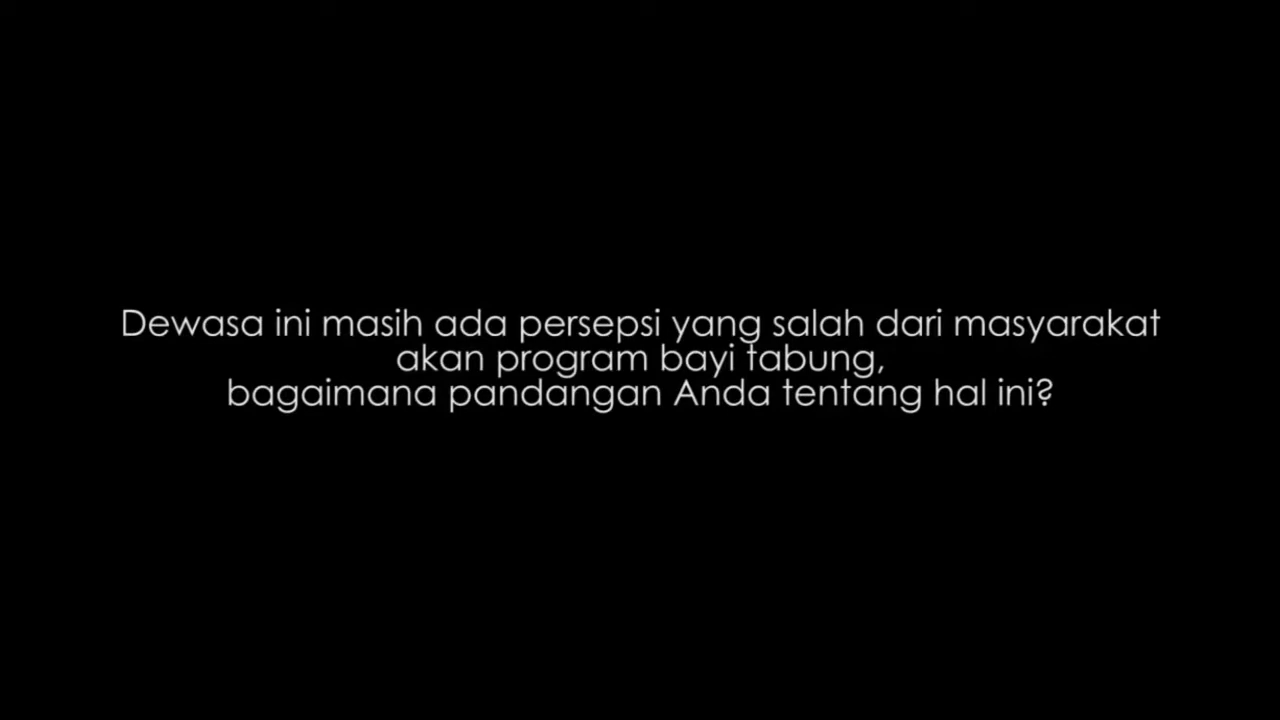 Dewasa ini masih ada persepsi yang salah dari masyarakat
akan program bayi tabung,
bagaimana pandangan Anda tentang hal ini?